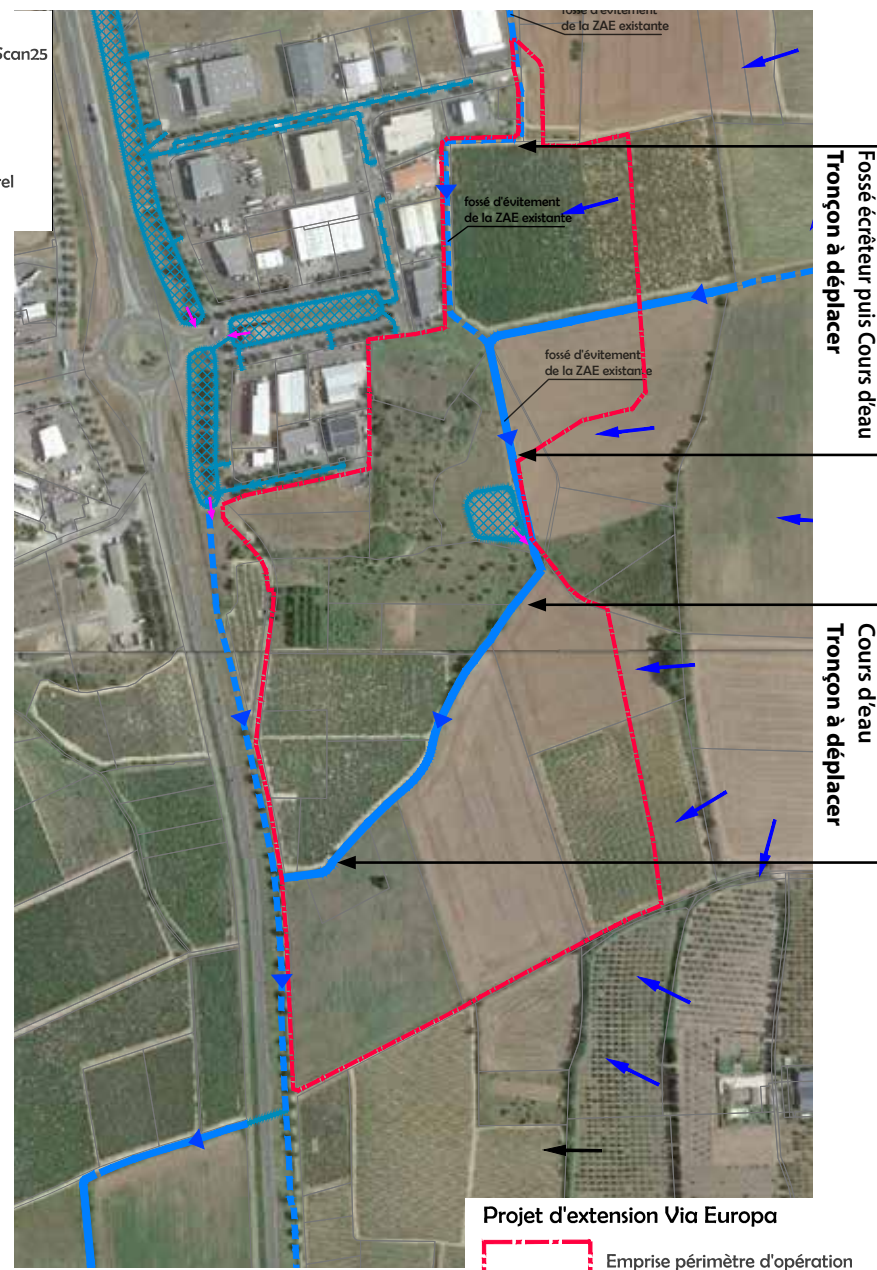 fossé d'évitement
de la ZAE existante
Scan25
fossé d'évitement
de la ZAE existante
Fossé écrêteur puis Cours d'eau
Tronçon à déplacer
fossé d'évitement
de la ZAE existante
Cours d'eau
Tronçon à déplacer
Projet d'extension Via Europa
Emprise périmètre d'opération